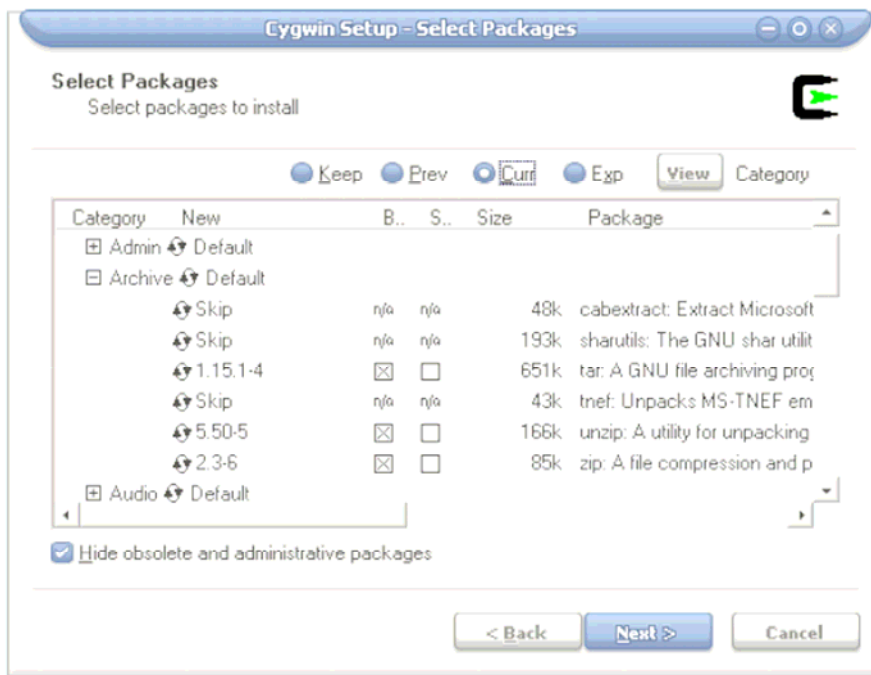 Cygwin Setup - Select Packages
Select Packages
Select packages to install
Keep Prev Curr Exp View Category
Category New B.. S.. Size Package
Admin Default
Archive Default
Skip n/a n/a 48k cabextract: Extract Microsoft
Skip n/a n/a 193k sharutils: The GNU shar utilit
1.15.1-4 651k tar: A GNU file archiving prog
Skip n/a n/a 43k tnef: Unpacks MS-TNEF em
5.50-5 166k unzip: A utility for unpacking
2.3-6 85k zip: A file compression and p
Audio Default
Hide obsolete and administrative packages
< Back Next > Cancel